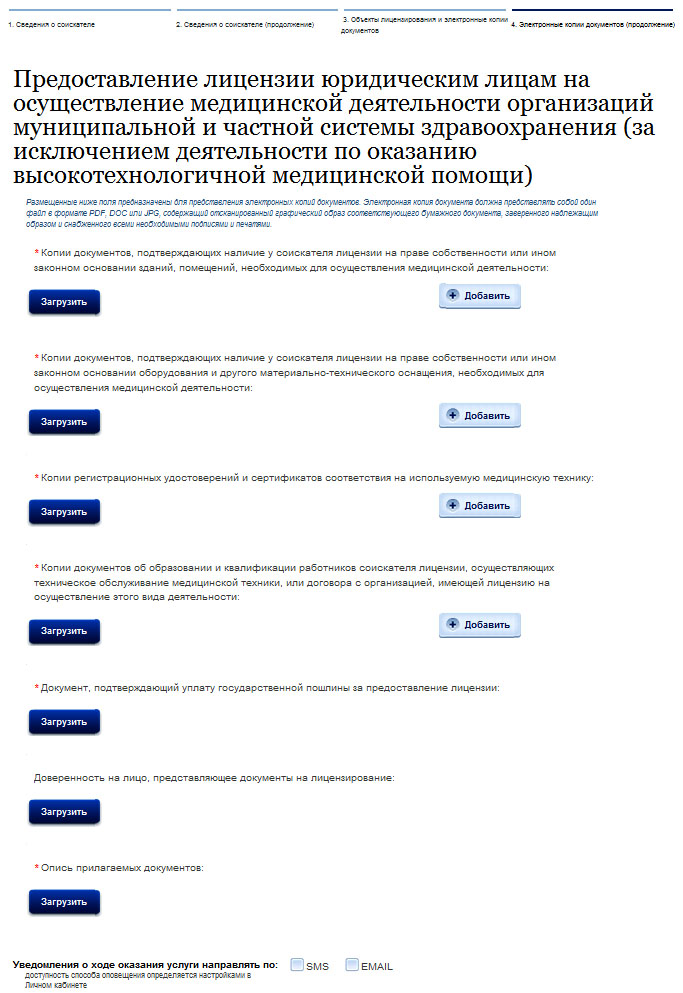 1. Сведения о соискателе
2. Сведения о соискателе (продолжение)
3. Объекты лицензирования и электронные копии
документов
4. Электронные копии документов (продолжение)
Предоставление лицензии юридическим лицам на
осуществление медицинской деятельности организаций
муниципальной и частной системы здравоохранения (за
исключением деятельности по оказанию
высокотехнологичной медицинской помощи)
Размещенные ниже поля предназначены для представления электронных копий документов. Электронная копия документа должна представлять собой один
файл в формате PDF, DOC или JPG, содержащий отсканированный графический образ соответствующего бумажного документа, заверенного надлежащим
образом и снабженного всеми необходимыми подписями и печатями.
* Копии документов, подтверждающих наличие у соискателя лицензии на праве собственности или ином
законном основании зданий, помещений, необходимых для осуществления медицинской деятельности:
Загрузить
Добавить
* Копии документов, подтверждающих наличие у соискателя лицензии на праве собственности или ином
законном основании оборудования и другого материально-технического оснащения, необходимых для
осуществления медицинской деятельности:
Загрузить
Добавить
* Копии регистрационных удостоверений и сертификатов соответствия на используемую медицинскую технику:
Загрузить
Добавить
* Копии документов об образовании и квалификации работников соискателя лицензии, осуществляющих
техническое обслуживание медицинской техники, или договора с организацией, имеющей лицензию на
осуществление этого вида деятельности:
Загрузить
Добавить
* Документ, подтверждающий уплату государственной пошлины за предоставление лицензии:
Загрузить
Доверенность на лицо, представляющее документы на лицензирование:
Загрузить
* Опись прилагаемых документов:
Загрузить
Уведомления о ходе оказания услуги направлять по: SMS EMAIL
доступность способа оповещения определяется настройками в
Личном кабинете